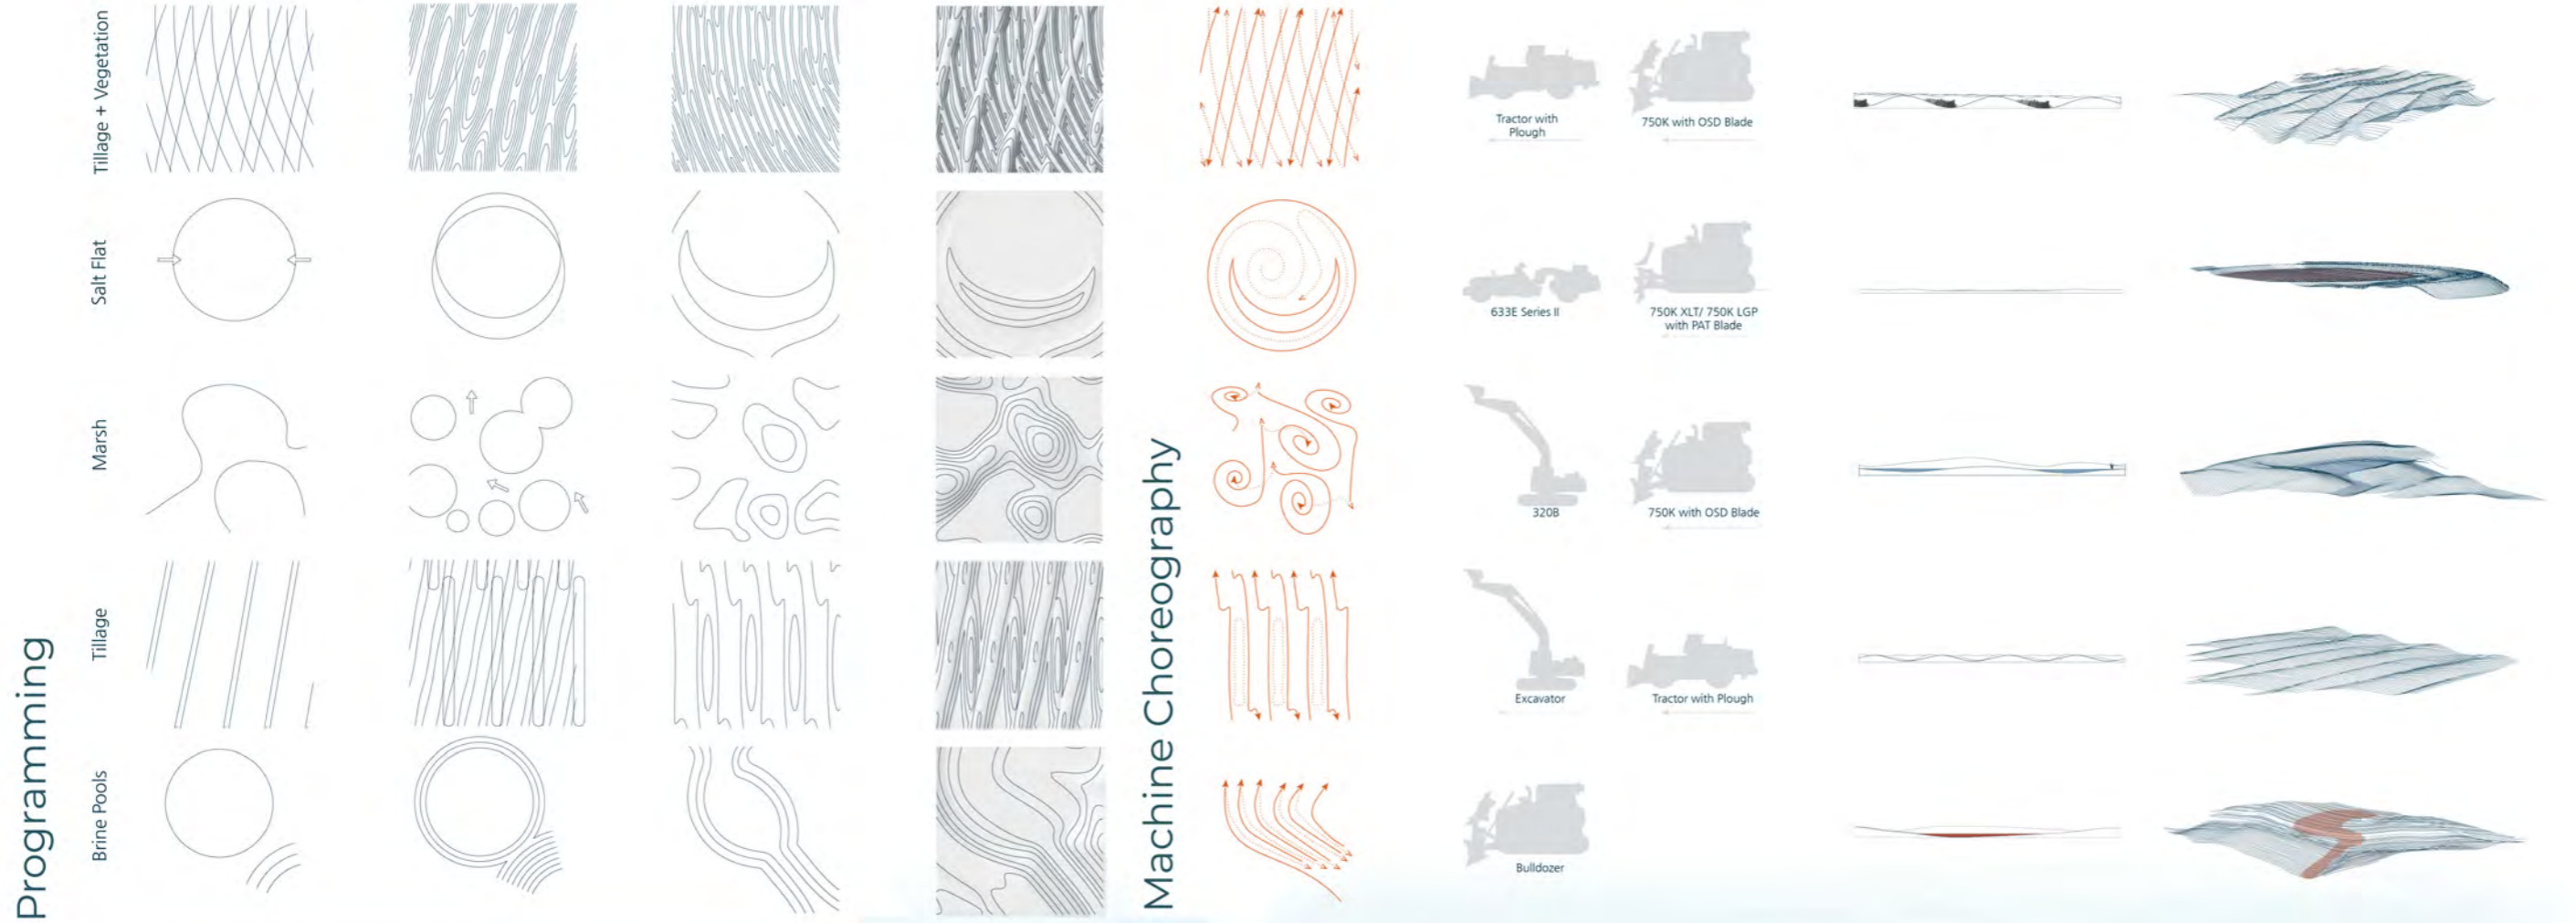 Programming
Machine Choreography
Tillage + Vegetation
Tractor with
Plough
750K with OSD Blade
Salt Flat
633E Series II
750K XLT/ 750K LGP
with PAT Blade
Marsh
320B
750K with OSD Blade
Tillage
Excavator
Tractor with Plough
Brine Pools
Bulldozer